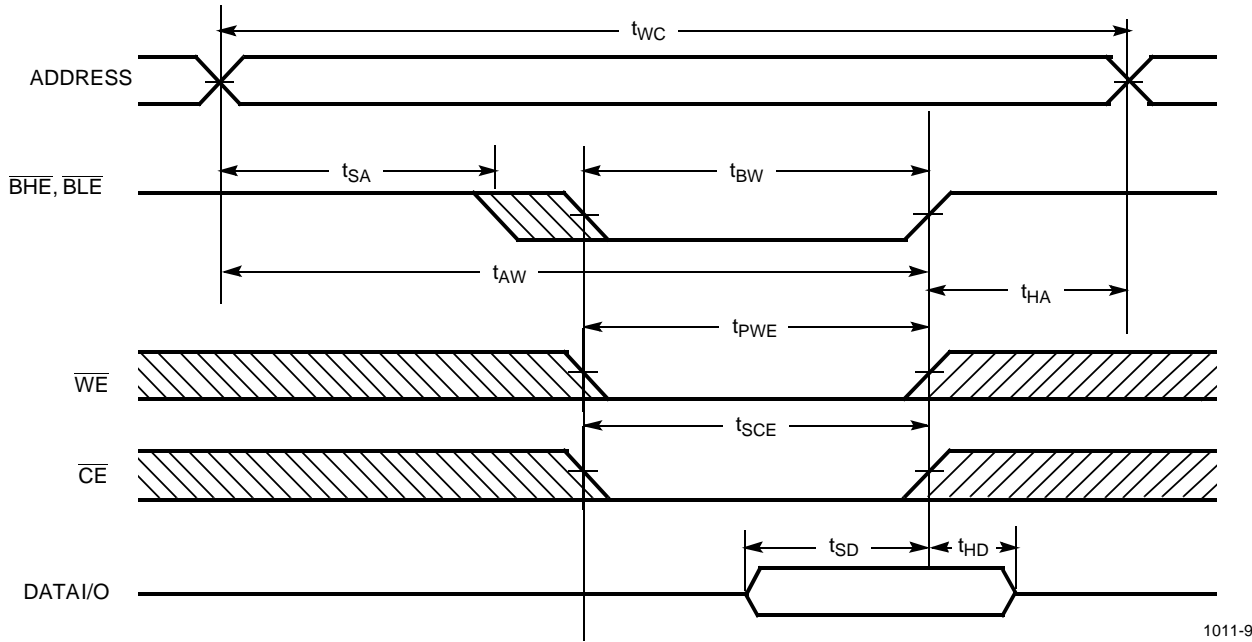 tWC
ADDRESS
tSA
tBW
BHE, BLE
tAW
tHA
tPWE
WE
tSCE
CE
tSD
tHD
DATAI/O
1011-9